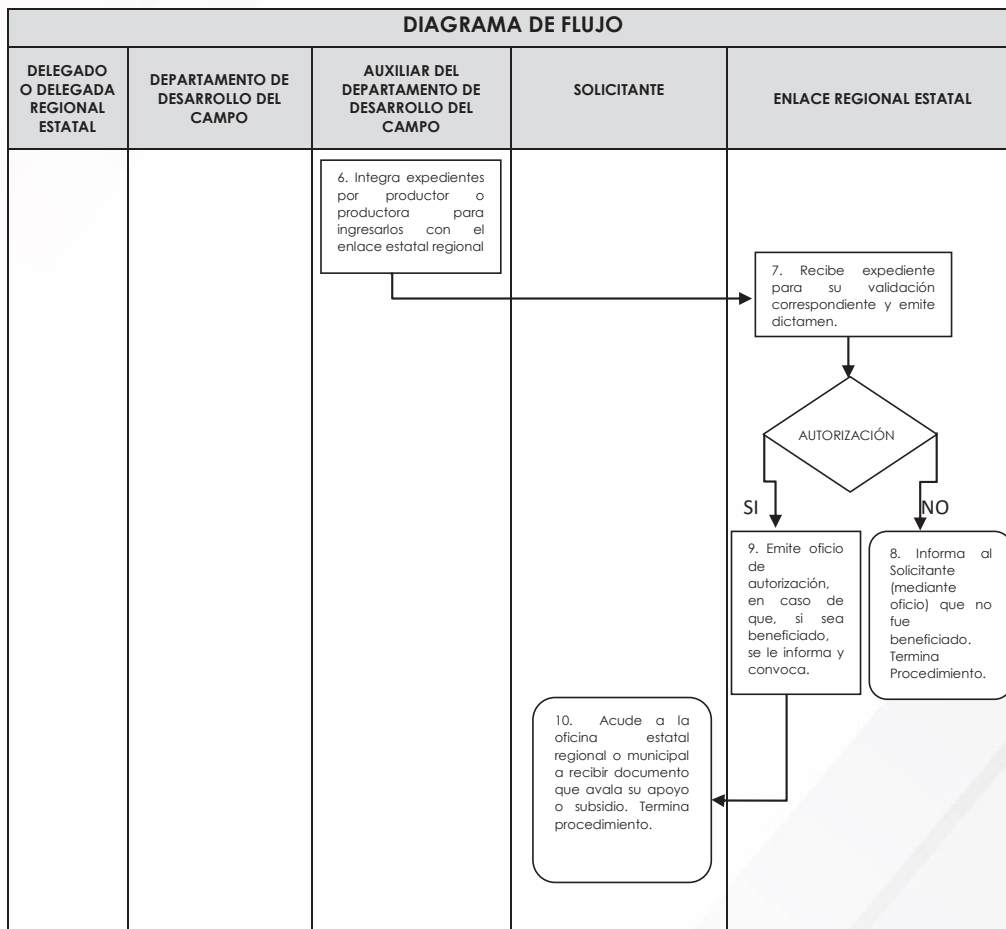 DIAGRAMA DE FLUJO
DELEGADO
O DELEGADA
REGIONAL
ESTATAL
DEPARTAMENTO DE
DESARROLLO DEL
CAMPO
AUXILIAR DEL
DEPARTAMENTO DE
DESARROLLO DEL
CAMPO
SOLICITANTE
ENLACE REGIONAL ESTATAL
6. Integra expedientes
por productor o
productora para
ingresarlos con el
enlace estatal regional
7. Recibe expediente
para su validación
correspondiente y emite
dictamen.
AUTORIZACIÓN
SI
NO
9. Emite oficio
de
autorización,
en caso de
que, si sea
beneficiado,
se le informa y
convoca.
8. Informa al
Solicitante
(mediante
oficio) que no
fue
beneficiado.
Termina
Procedimiento.
10. Acude a la
oficina estatal
regional o municipal
a recibir documento
que avala su apoyo
o subsidio. Termina
procedimiento.